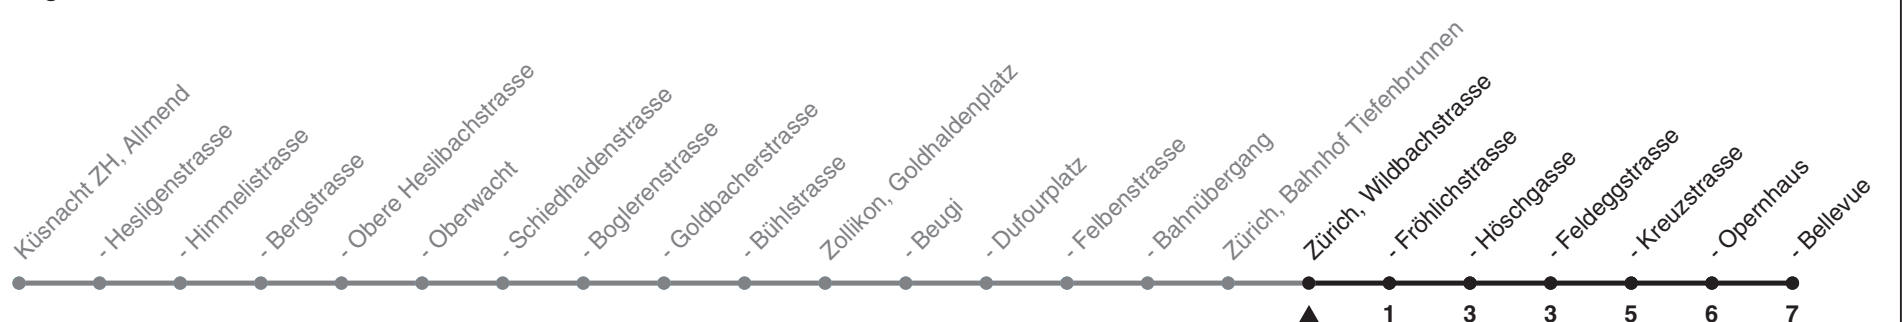 Küsnacht ZH, Allmend
- Hesligenstrasse
- Himmelistrasse
- Bergstrasse
- Obere Heslibachstrasse
- Oberwacht
- Schiedhaldenstrasse
- Boglerenstrasse
- Goldbacherstrasse
- Bühlstrasse
Zollikon, Goldhaldenplatz
- Beugi
- Dufourplatz
- Felbenstrasse
- Bahnübergang
Zürich, Bahnhof Tiefenbrunnen
Zürich, Wildbachstrasse
- Fröhlichstrasse
- Höschgasse
- Feldeggstrasse
- Kreuzstrasse
- Opernhaus
- Bellevue
1 3 3 5 6 7